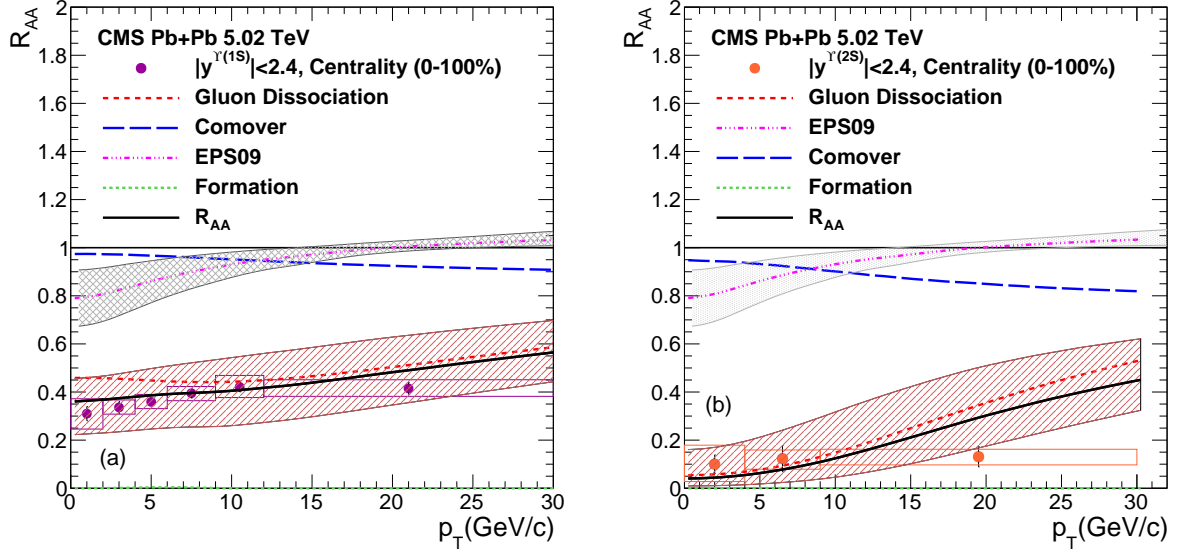 R_AA
2
1.8
1.6
1.4
1.2
1
0.8
0.6
0.4
0.2
0
CMS Pb+Pb 5.02 TeV
|y^ϒ(1S)|<2.4, Centrality (0-100%)
Gluon Dissociation
Comover
EPS09
Formation
R_AA
(a)
0 5 10 15 20 25 30
p_T(GeV/c)
R_AA
2
1.8
1.6
1.4
1.2
1
0.8
0.6
0.4
0.2
0
CMS Pb+Pb 5.02 TeV
|y^ϒ(2S)|<2.4, Centrality (0-100%)
Gluon Dissociation
EPS09
Comover
Formation
R_AA
(b)
0 5 10 15 20 25 30
p_T(GeV/c)